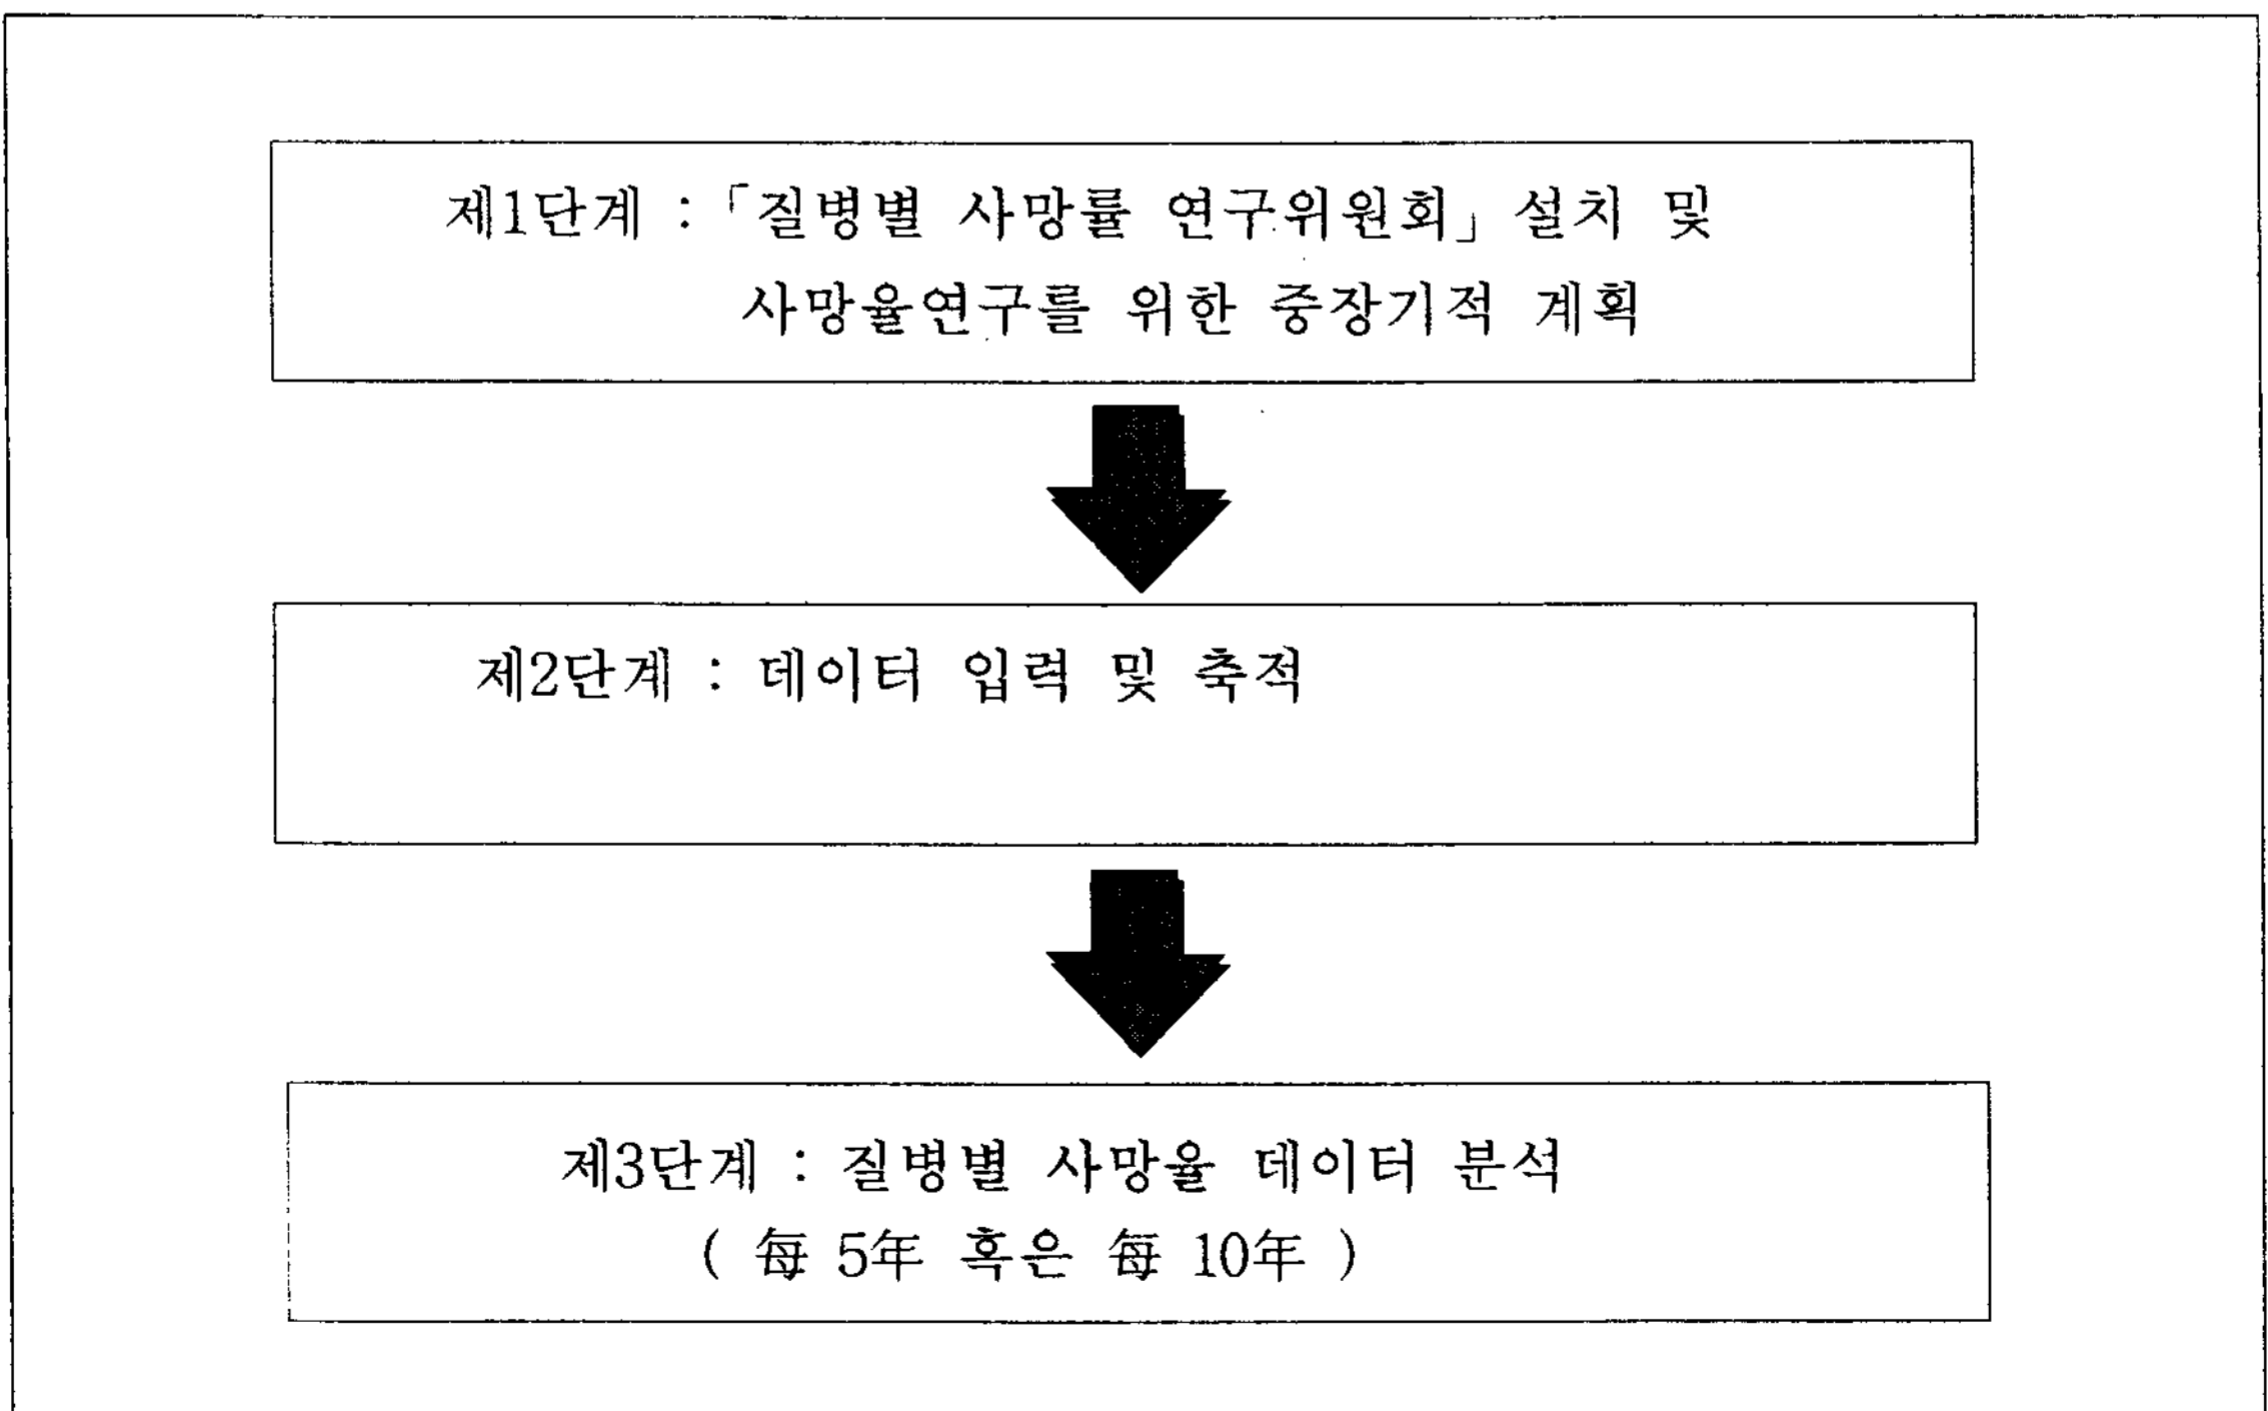 제1단계 : 「질병별 사망률 연구위원회」 설치 및
사망율연구를 위한 중장기적 계획
제2단계 : 데이터 입력 및 축적
제3단계 : 질병별 사망율 데이터 분석
( 每 5年 혹은 每 10年 )